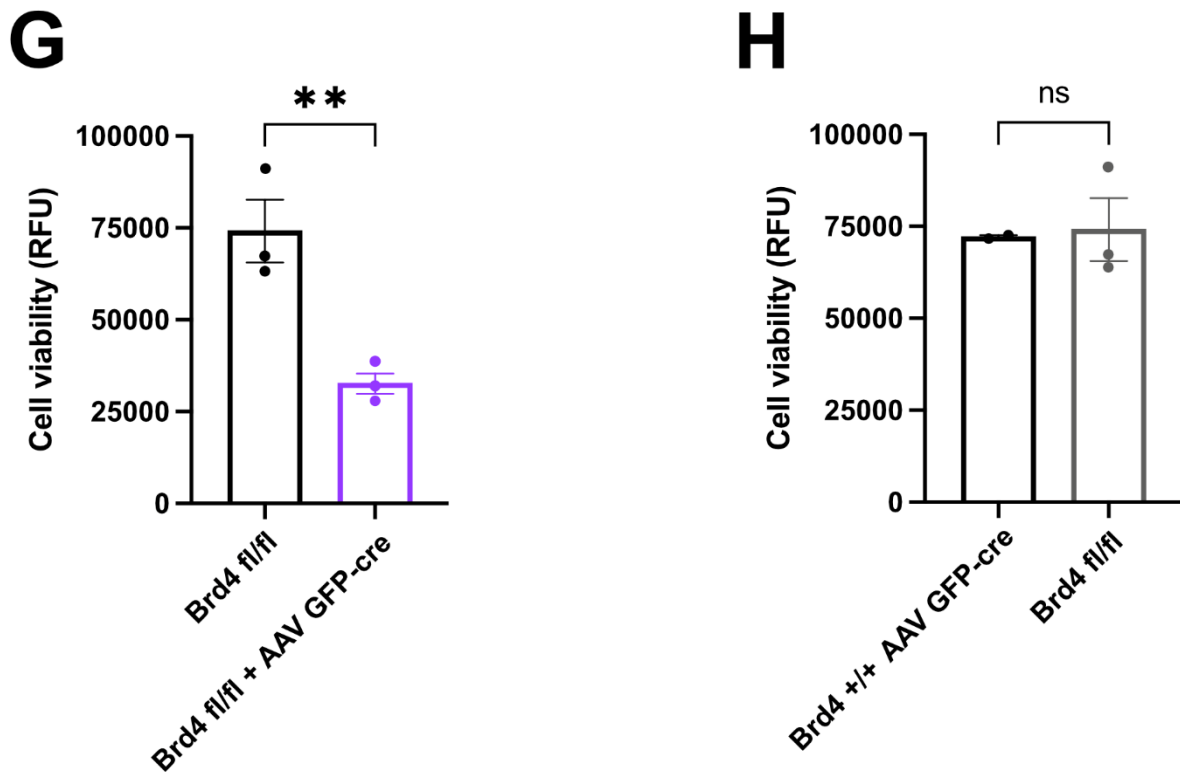 G
**
100000
75000
50000
25000
0
Cell viability (RFU)
Brd4 fl/fl
Brd4 fl/fl + AAV GFP-cre
H
ns
100000
75000
50000
25000
0
Cell viability (RFU)
Brd4 +/+ AAV GFP-cre
Brd4 fl/fl